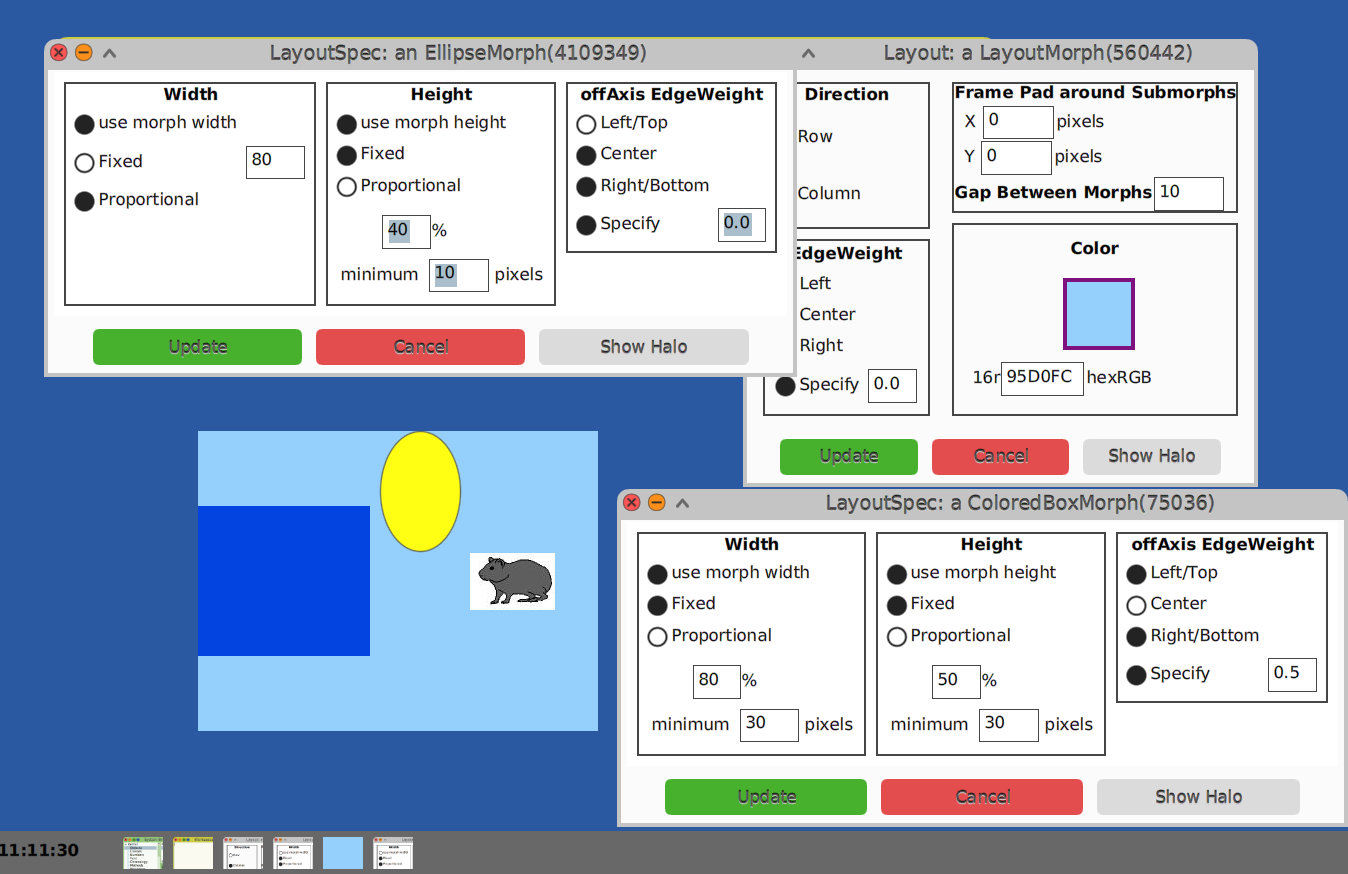 LayoutSpec: an EllipseMorph(4109349)
Width
use morph width
Fixed 80
Proportional
Height
use morph height
Fixed
Proportional
40 %
minimum 10 pixels
offAxis EdgeWeight
Left/Top
Center
Right/Bottom
Specify 0.0
Update Cancel Show Halo
Layout: a LayoutMorph(560442)
Direction
Row
Column
EdgeWeight
Left
Center
Right
Specify 0.0
Frame Pad around Submorphs
X 0 pixels
Y 0 pixels
Gap Between Morphs 10
Color
16r 95D0FC hexRGB
Update Cancel Show Halo
LayoutSpec: a ColoredBoxMorph(75036)
Width
use morph width
Fixed
Proportional
80 %
minimum 30 pixels
Height
use morph height
Fixed
Proportional
50 %
minimum 30 pixels
offAxis EdgeWeight
Left/Top
Center
Right/Bottom
Specify 0.5
Update Cancel Show Halo
11:11:30